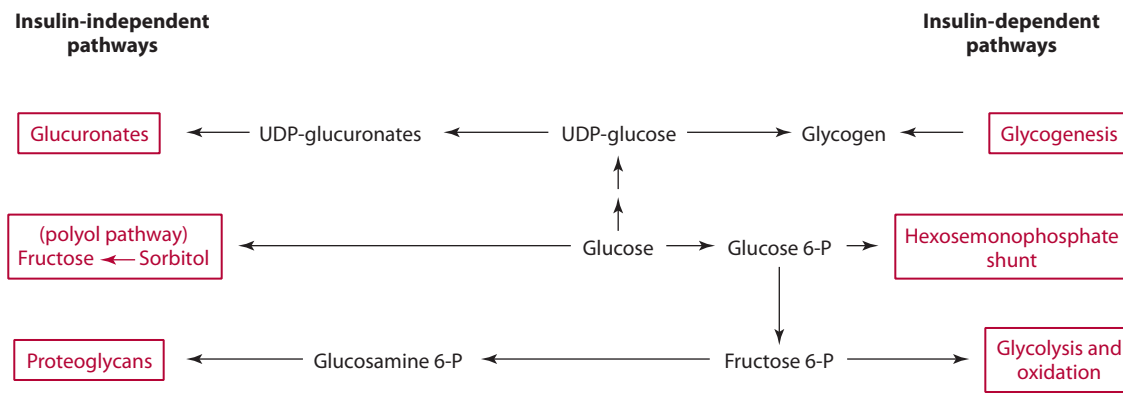 Insulin-independent
pathways
Insulin-dependent
pathways
Glucuronates
UDP-glucuronates
UDP-glucose
Glycogen
Glycogenesis
(polyol pathway)
Fructose
Sorbitol
Glucose
Glucose 6-P
Hexosemonophosphate
shunt
Proteoglycans
Glucosamine 6-P
Fructose 6-P
Glycolysis and
oxidation